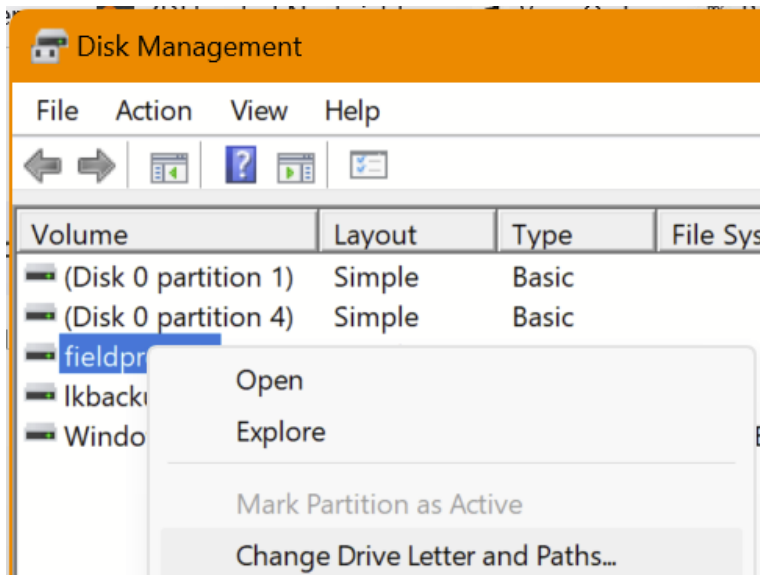 Disk Management
File Action View Help
Volume Layout Type File Sys
(Disk 0 partition 1) Simple Basic
(Disk 0 partition 4) Simple Basic
fieldpr
lkbacku
Windo
Open
Explore
Mark Partition as Active
Change Drive Letter and Paths...